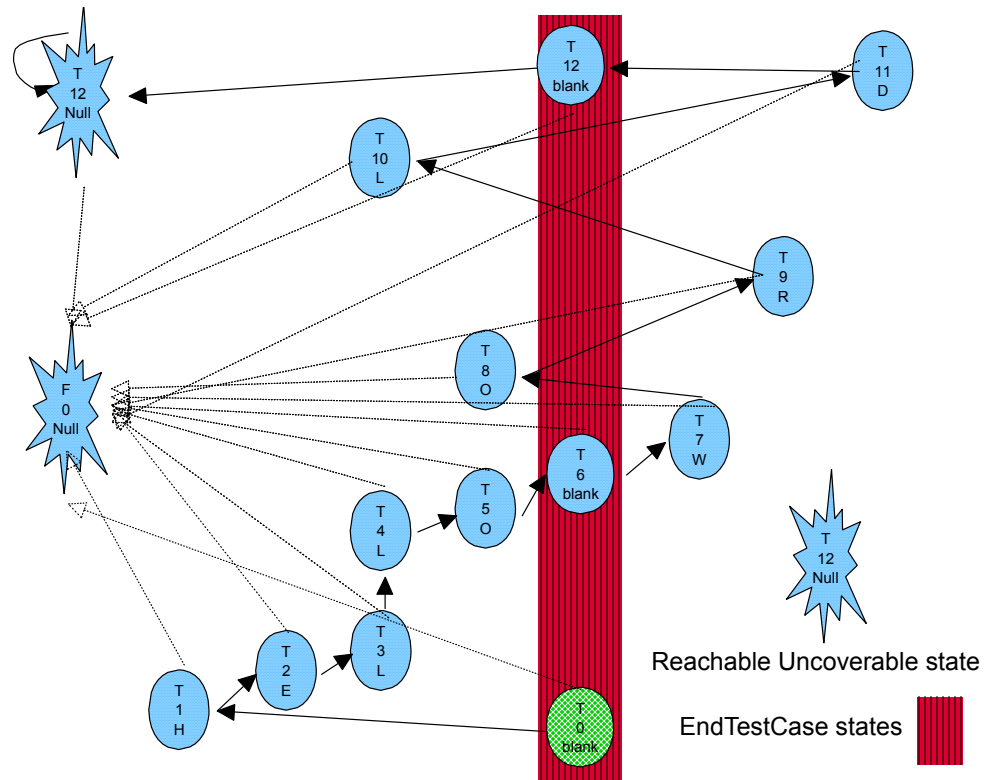 T
12
Null
T
12
blank
T
11
D
T
10
L
T
9
R
T
8
O
F
0
Null
T
7
W
T
6
blank
T
5
O
T
4
L
T
3
L
T
2
E
T
1
H
T
0
blank
T
12
Null
Reachable Uncoverable state
EndTestCase states